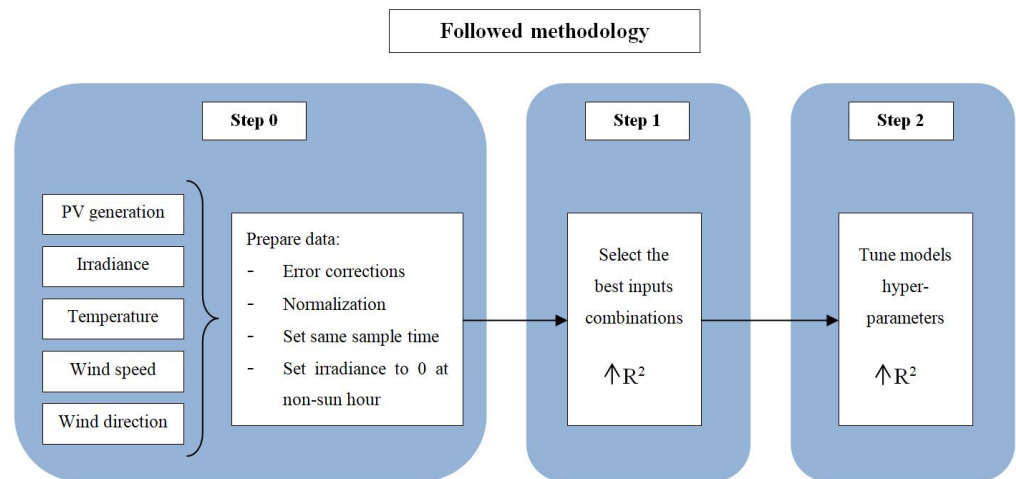 Followed methodology
Step 0
PV generation
Irradiance
Temperature
Wind speed
Wind direction
Prepare data:
- Error corrections
- Normalization
- Set same sample time
- Set irradiance to 0 at
non-sun hour
Step 1
Select the
best inputs
combinations
↑R²
Step 2
Tune models
hyper-
parameters
↑R²